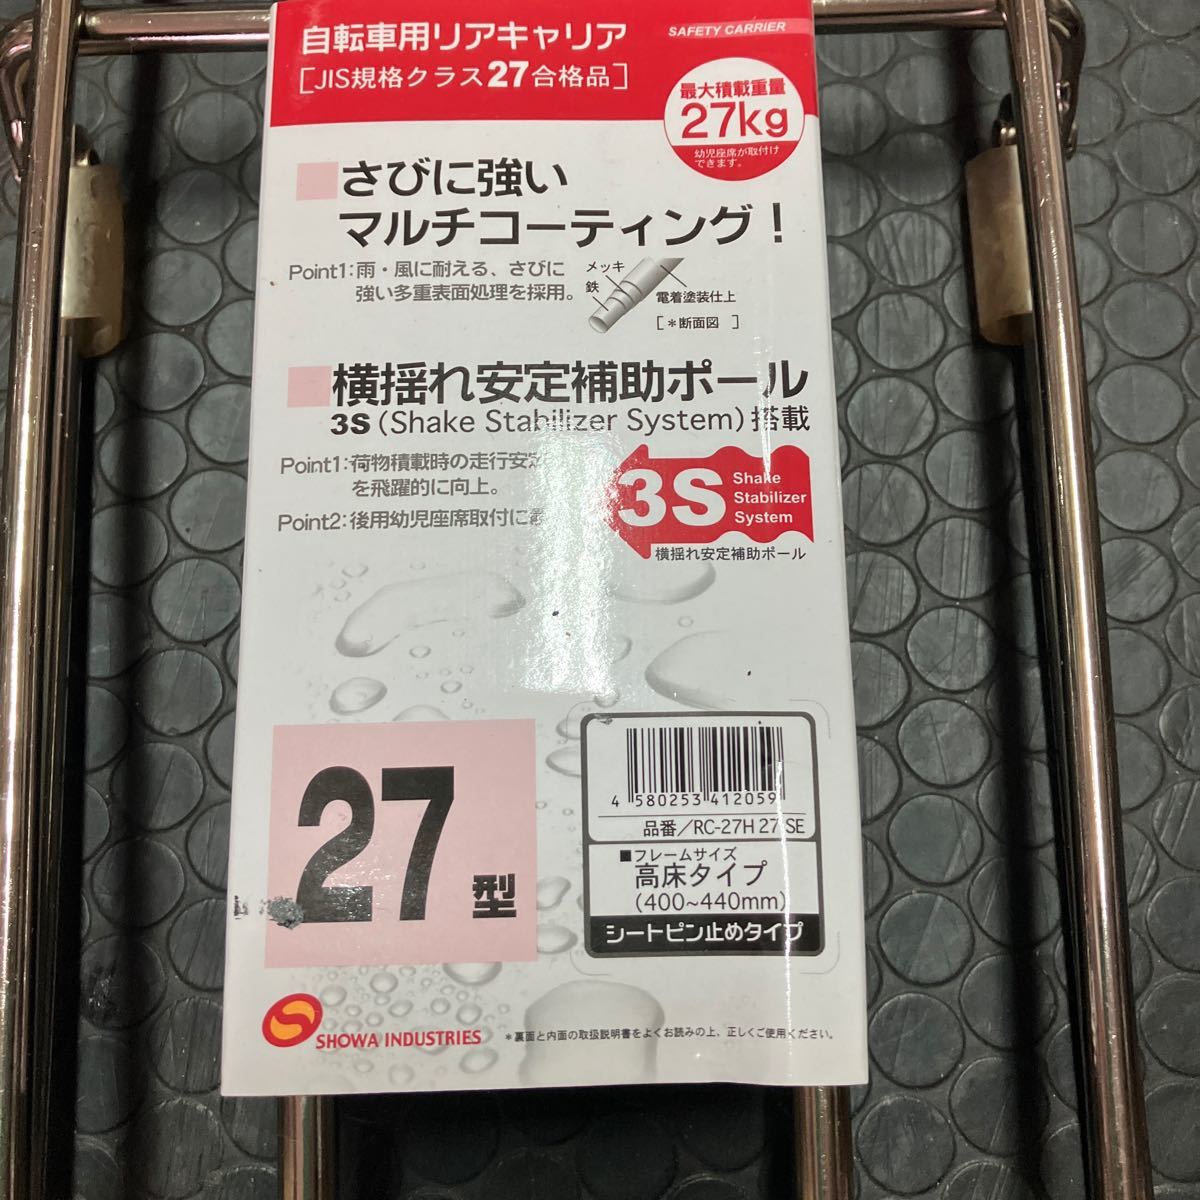 自転車用リアキャリア
SAFETY CARRIER
[JIS規格クラス27合格品]
最大積載重量
27kg
幼児座席が取付け
できます。
さびに強い
マルチコーティング！
Point1:雨・風に耐える、さびに
強い多重表面処理を採用。
メッキ
鉄
電着塗装仕上
[＊断面図 ]
横揺れ安定補助ポール
3S(Shake Stabilizer System)搭載
Point1:荷物積載時の走行安定
を飛躍的に向上。
Point2:後用幼児座席取付に
3S
Shake
Stabilizer
System
横揺れ安定補助ポール
27型
4 580253 412059
品番／RC-27H 27 SE
■フレームサイズ
高床タイプ
(400~440mm)
シートピン止めタイプ
SHOWA INDUSTRIES
＊裏面と内面の取扱説明書をよくお読みの上、正しくご使用ください。